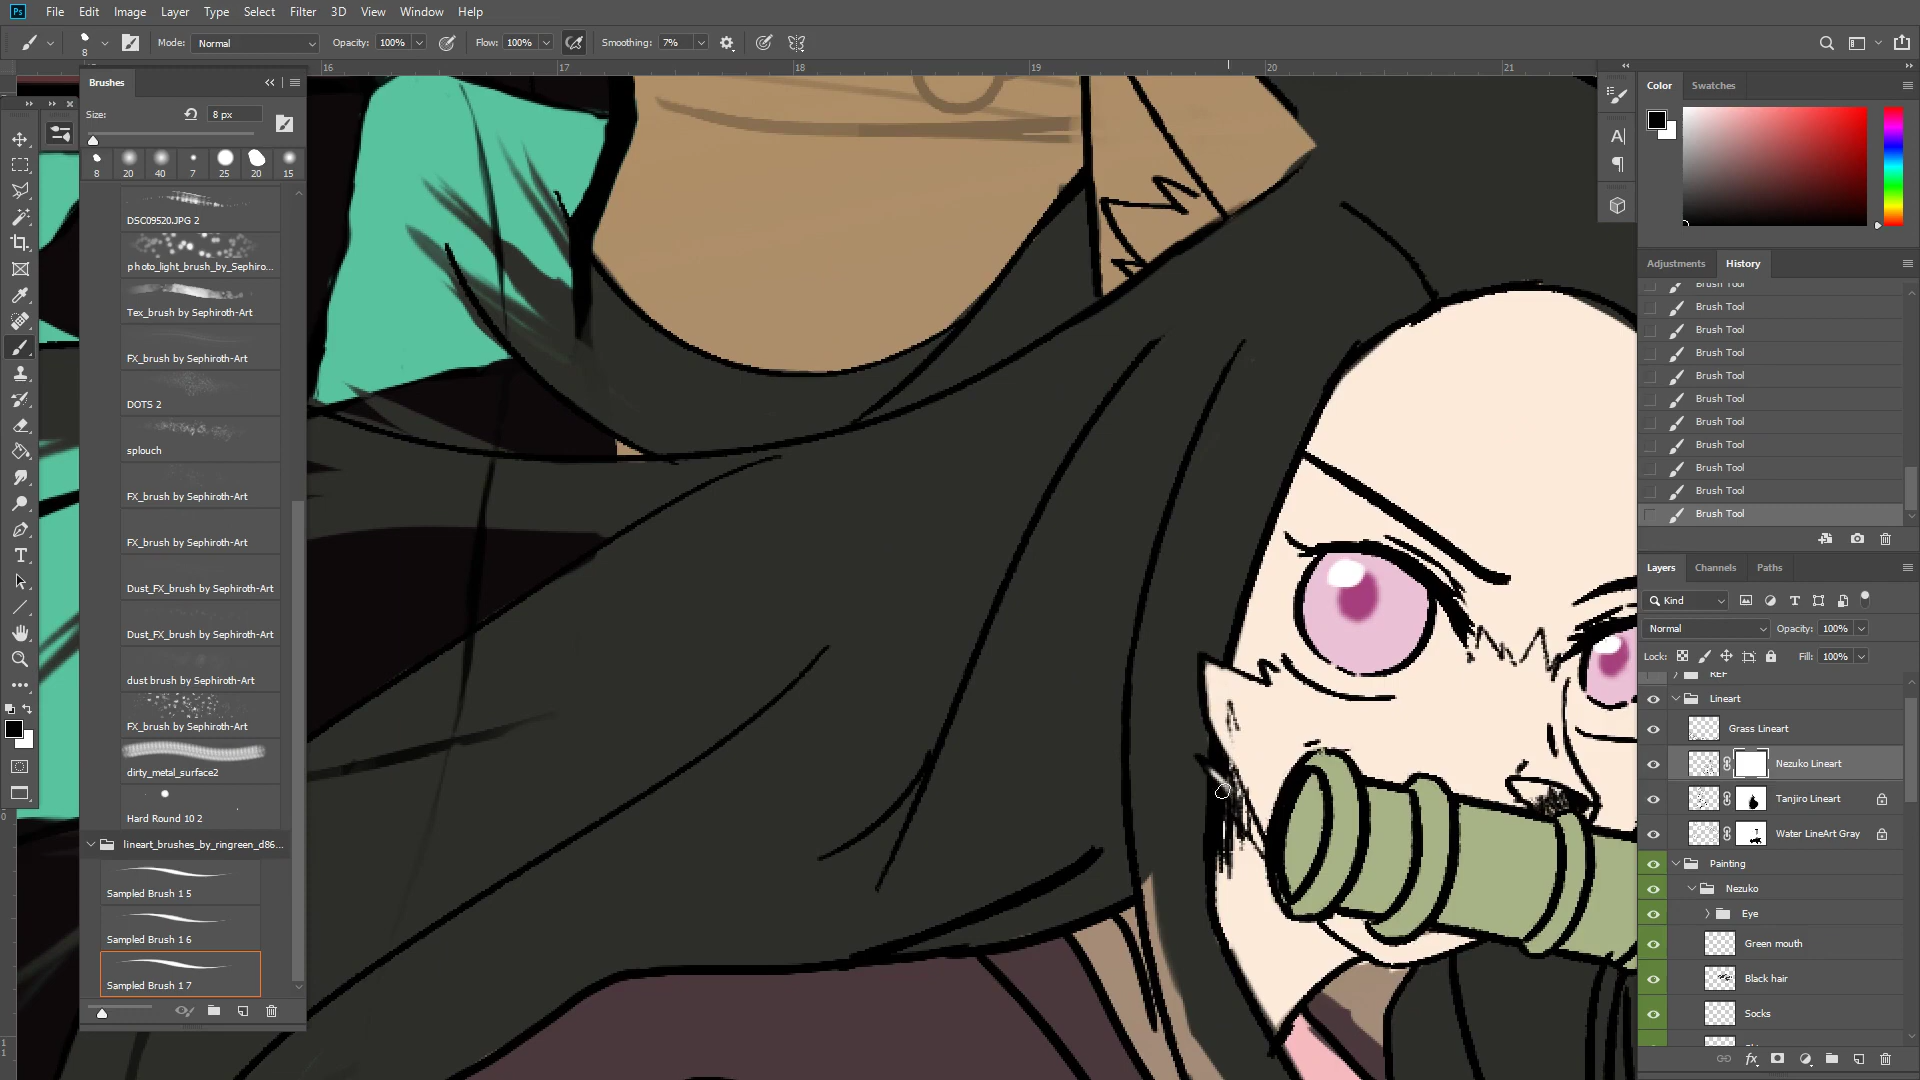 Ps File Edit Image Layer Type Select Filter 3D View Window Help
8 Mode: Normal Opacity: 100% Flow: 100% Smoothing: 7%
16 17 18 19 20 21
Brushes
Size: 8 px
8 20 40 7 25 20 15
DSC09520.JPG 2
photo_light_brush_by_Sephiro...
Tex_brush by Sephiroth-Art
FX_brush by Sephiroth-Art
DOTS 2
splouch
FX_brush by Sephiroth-Art
FX_brush by Sephiroth-Art
Dust_FX_brush by Sephiroth-Art
Dust_FX_brush by Sephiroth-Art
dust brush by Sephiroth-Art
FX_brush by Sephiroth-Art
dirty_metal_surface2
Hard Round 10 2
lineart_brushes_by_ringreen_d86...
Sampled Brush 1 5
Sampled Brush 1 6
Sampled Brush 1 7
Color Swatches
Adjustments History
Brush Tool
Brush Tool
Brush Tool
Brush Tool
Brush Tool
Brush Tool
Brush Tool
Brush Tool
Brush Tool
Brush Tool
Brush Tool
Layers Channels Paths
Kind
Normal Opacity: 100%
Lock: Fill: 100%
REF
Lineart
Grass Lineart
Nezuko Lineart
Tanjiro Lineart
Water LineArt Gray
Painting
Nezuko
Eye
Green mouth
Black hair
Socks